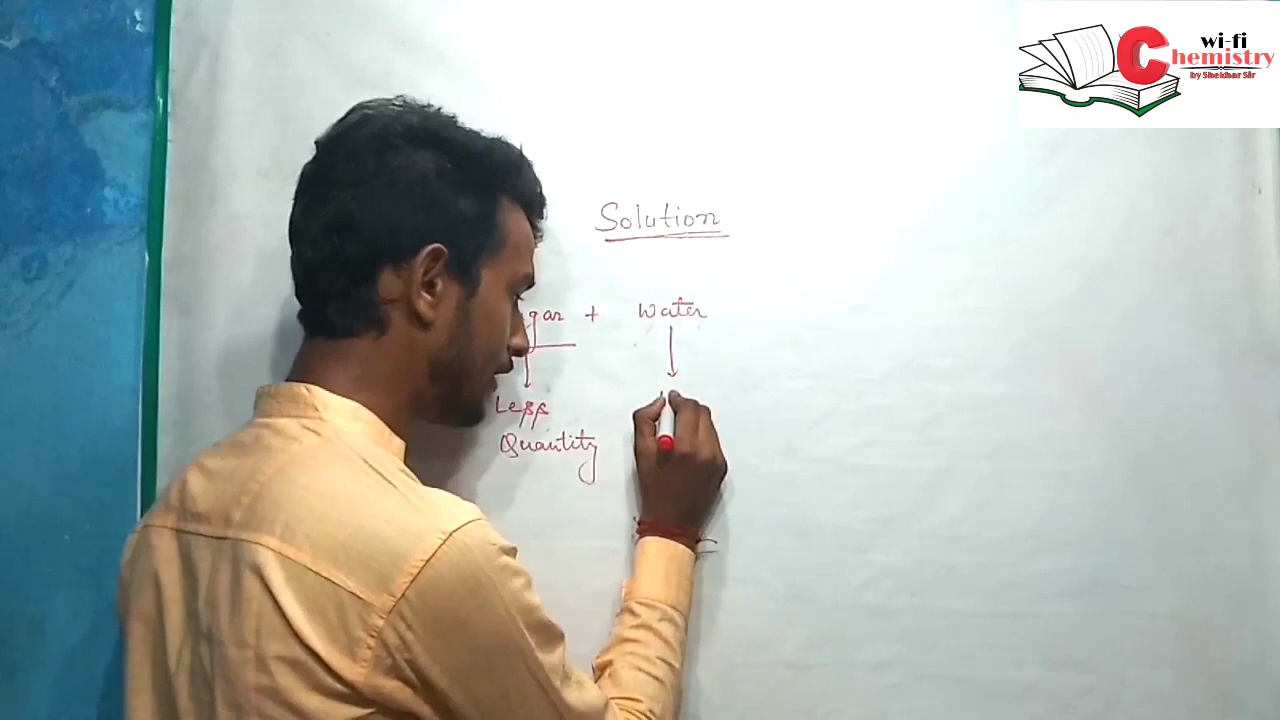 wi-fi
Chemistry
by Shekhar Sir
Solution
gar + Water
Less
Quantity